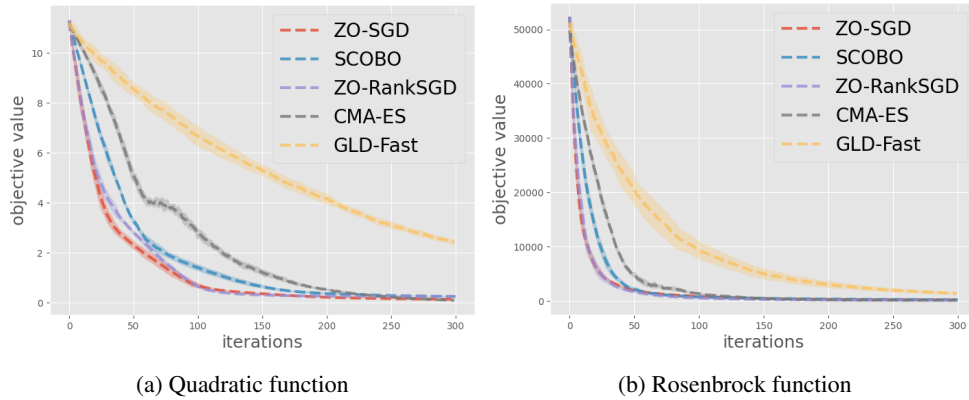 ZO-SGD
SCOBO
ZO-RankSGD
CMA-ES
GLD-Fast
objective value
10
8
6
4
2
0
0 50 100 150 200 250 300
iterations
(a) Quadratic function
ZO-SGD
SCOBO
ZO-RankSGD
CMA-ES
GLD-Fast
objective value
50000
40000
30000
20000
10000
0
0 50 100 150 200 250 300
iterations
(b) Rosenbrock function